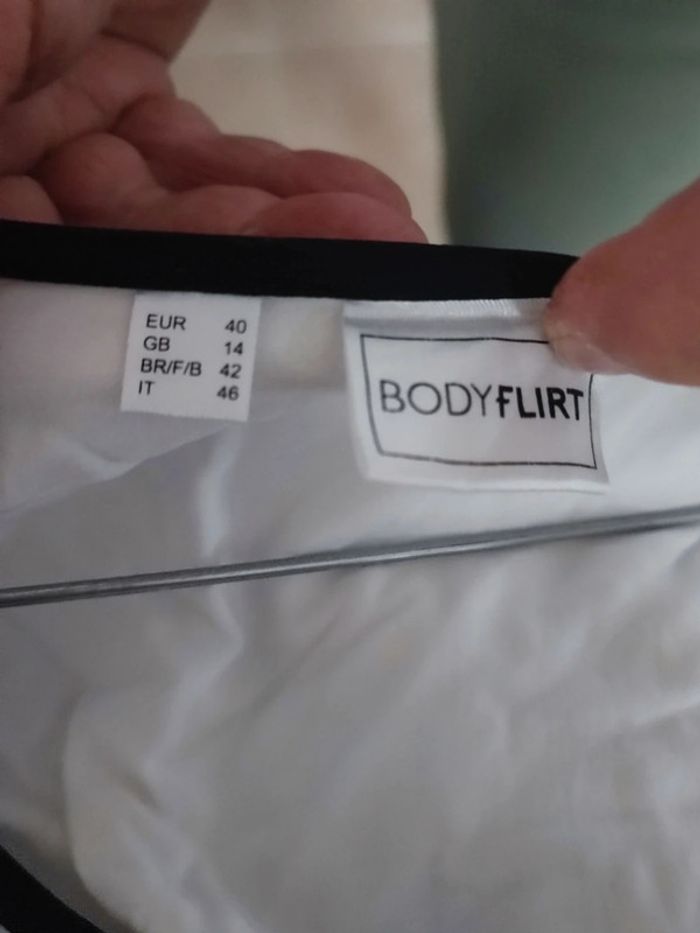 EUR 40
GB 14
BR/F/B 42
IT 46
BODYFLIRT